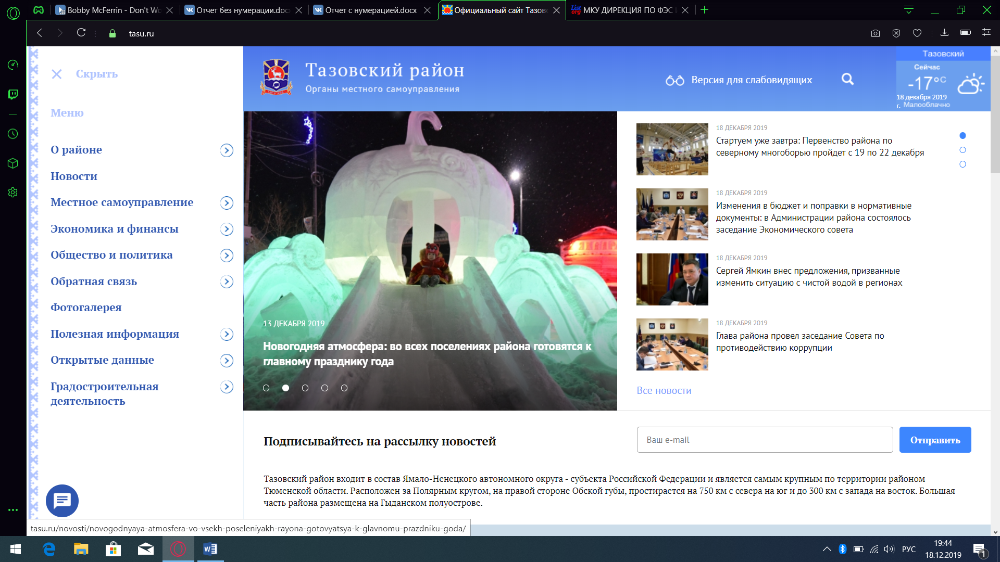 Bobby McFerrin - Don't Wo
Отчет без нумерации.doc
Отчет с нумерацией.docx
Официальный сайт Тазовс
List org
МКУ ДИРЕКЦИЯ ПО ФЭС
tasu.ru
Скрыть
Меню
О районе
Новости
Местное самоуправление
Экономика и финансы
Общество и политика
Обратная связь
Фотогалерея
Полезная информация
Открытые данные
Градостроительная
деятельность
Тазовский район
Органы местного самоуправления
Версия для слабовидящих
Тазовский
Сейчас
-17°C
18 декабря 2019
г. Малооблачно
13 ДЕКАБРЯ 2019
Новогодняя атмосфера: во всех поселениях района готовятся к
главному празднику года
18 ДЕКАБРЯ 2019
Стартуем уже завтра: Первенство района по
северному многоборью пройдет с 19 по 22 декабря
18 ДЕКАБРЯ 2019
Изменения в бюджет и поправки в нормативные
документы: в Администрации района состоялось
заседание Экономического совета
18 ДЕКАБРЯ 2019
Сергей Ямкин внес предложения, призванные
изменить ситуацию с чистой водой в регионах
18 ДЕКАБРЯ 2019
Глава района провел заседание Совета по
противодействию коррупции
Все новости
Подписывайтесь на рассылку новостей
Ваш e-mail
Отправить
Тазовский район входит в состав Ямало-Ненецкого автономного округа - субъекта Российской Федерации и является самым крупным по территории районом
Тюменской области. Расположен за Полярным кругом, на правой стороне Обской губы, простирается на 750 км с севера на юг и до 300 км с запада на восток. Большая
часть района размещена на Гыданском полуострове.
tasu.ru/novosti/novogodnyaya-atmosfera-vo-vsekh-poseleniyakh-rayona-gotovyatsya-k-glavnomu-prazdniku-goda/
РУС
19:44
18.12.2019
1